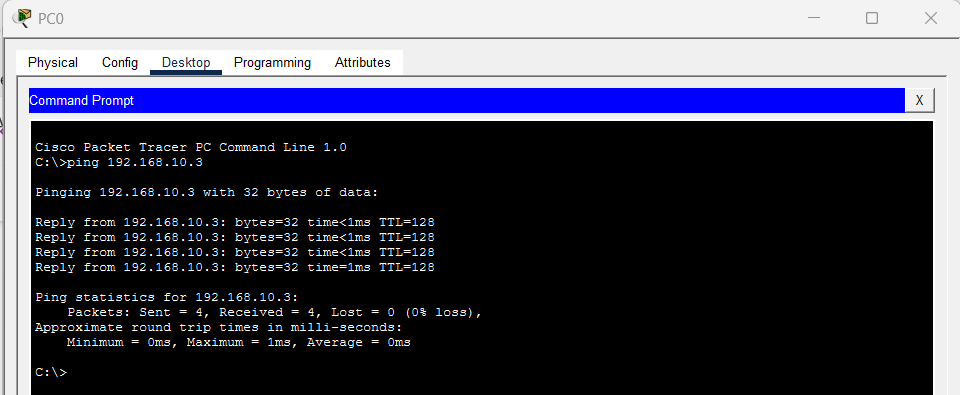 PC0
Physical Config Desktop Programming Attributes
Command Prompt X
Cisco Packet Tracer PC Command Line 1.0
C:\>ping 192.168.10.3
Pinging 192.168.10.3 with 32 bytes of data:
Reply from 192.168.10.3: bytes=32 time<1ms TTL=128
Reply from 192.168.10.3: bytes=32 time<1ms TTL=128
Reply from 192.168.10.3: bytes=32 time<1ms TTL=128
Reply from 192.168.10.3: bytes=32 time=1ms TTL=128
Ping statistics for 192.168.10.3:
Packets: Sent = 4, Received = 4, Lost = 0 (0% loss),
Approximate round trip times in milli-seconds:
Minimum = 0ms, Maximum = 1ms, Average = 0ms
C:\>